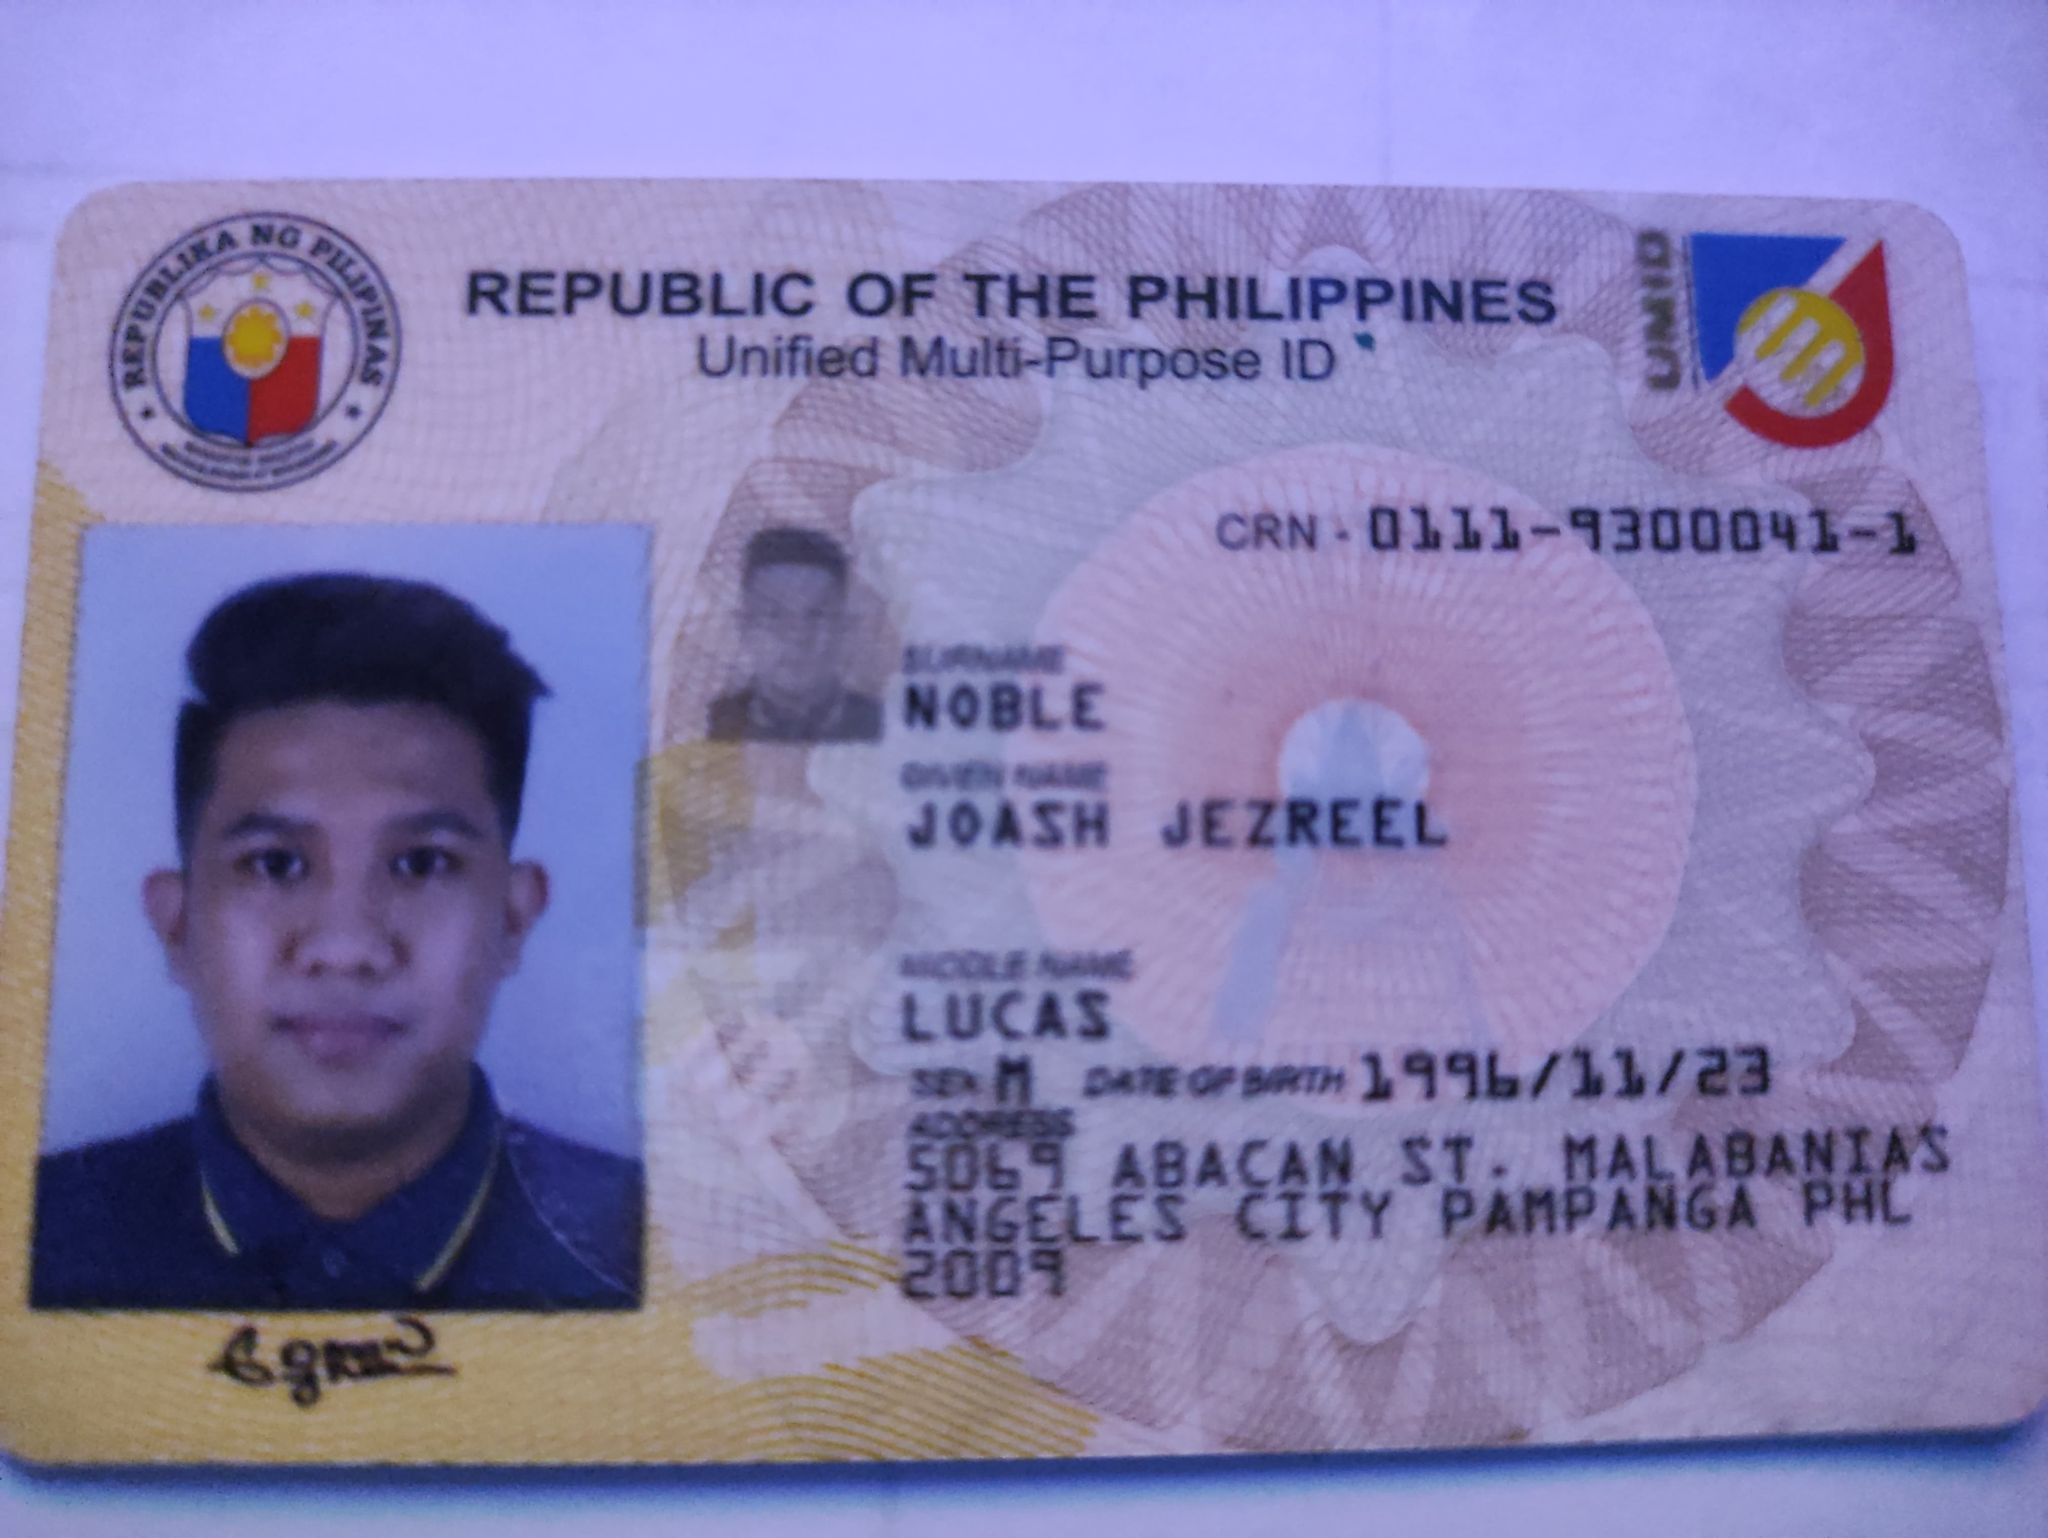 REPUBLIKA NG PILIPINAS
REPUBLIC OF THE PHILIPPINES
Unified Multi-Purpose ID
UMID
CRN - 0111-9300041-1
SURNAME
NOBLE
GIVEN NAME
JOASH JEZREEL
MIDDLE NAME
LUCAS
SEX M DATE OF BIRTH 1996/11/23
ADDRESS
5069 ABACAN ST. MALABANIAS
ANGELES CITY PAMPANGA PHL
2009